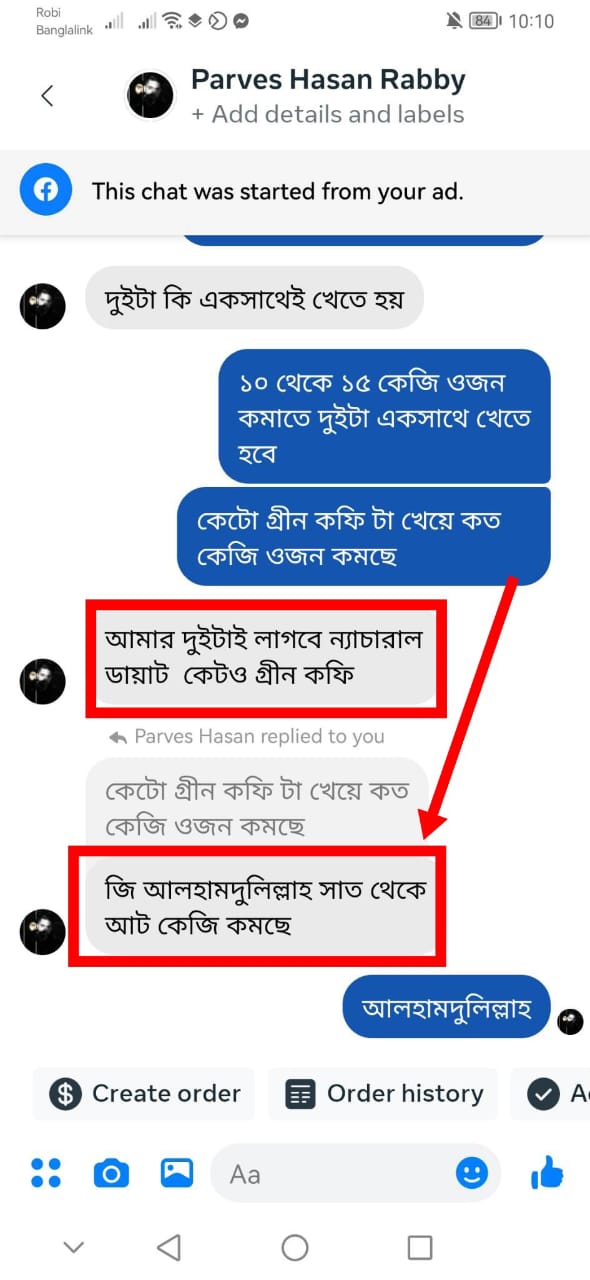 Robi
Banglalink
84
10:10
Parves Hasan Rabby
+ Add details and labels
This chat was started from your ad.
দুইটা কি একসাথেই খেতে হয়
১০ থেকে ১৫ কেজি ওজন
কমাতে দুইটা একসাথে খেতে
হবে
কেটো গ্রীন কফি টা খেয়ে কত
কেজি ওজন কমছে
আমার দুইটাই লাগবে ন্যাচারাল
ডায়াট কেটও গ্রীন কফি
Parves Hasan replied to you
কেটো গ্রীন কফি টা খেয়ে কত
কেজি ওজন কমছে
জি আলহামদুলিল্লাহ সাত থেকে
আট কেজি কমছে
আলহামদুলিল্লাহ
Create order
Order history
Aa